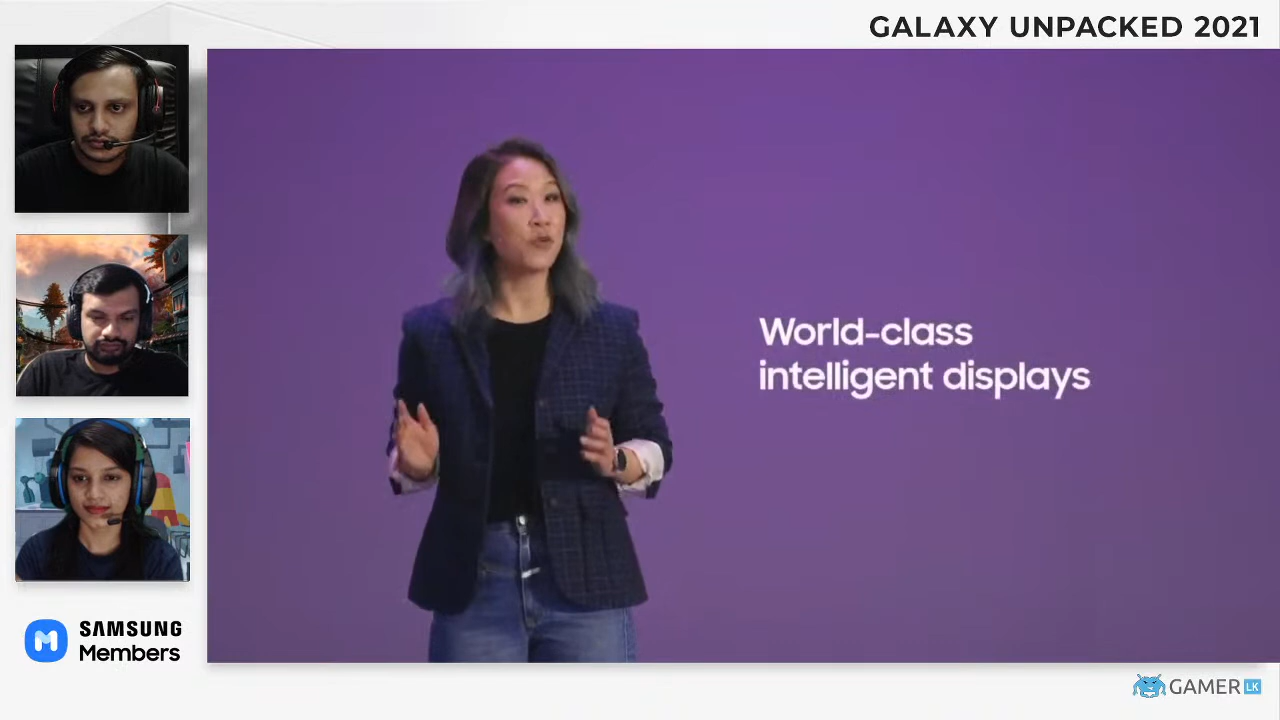 GALAXY UNPACKED 2021
World-class
intelligent displays
SAMSUNG
Members
GAMER LK